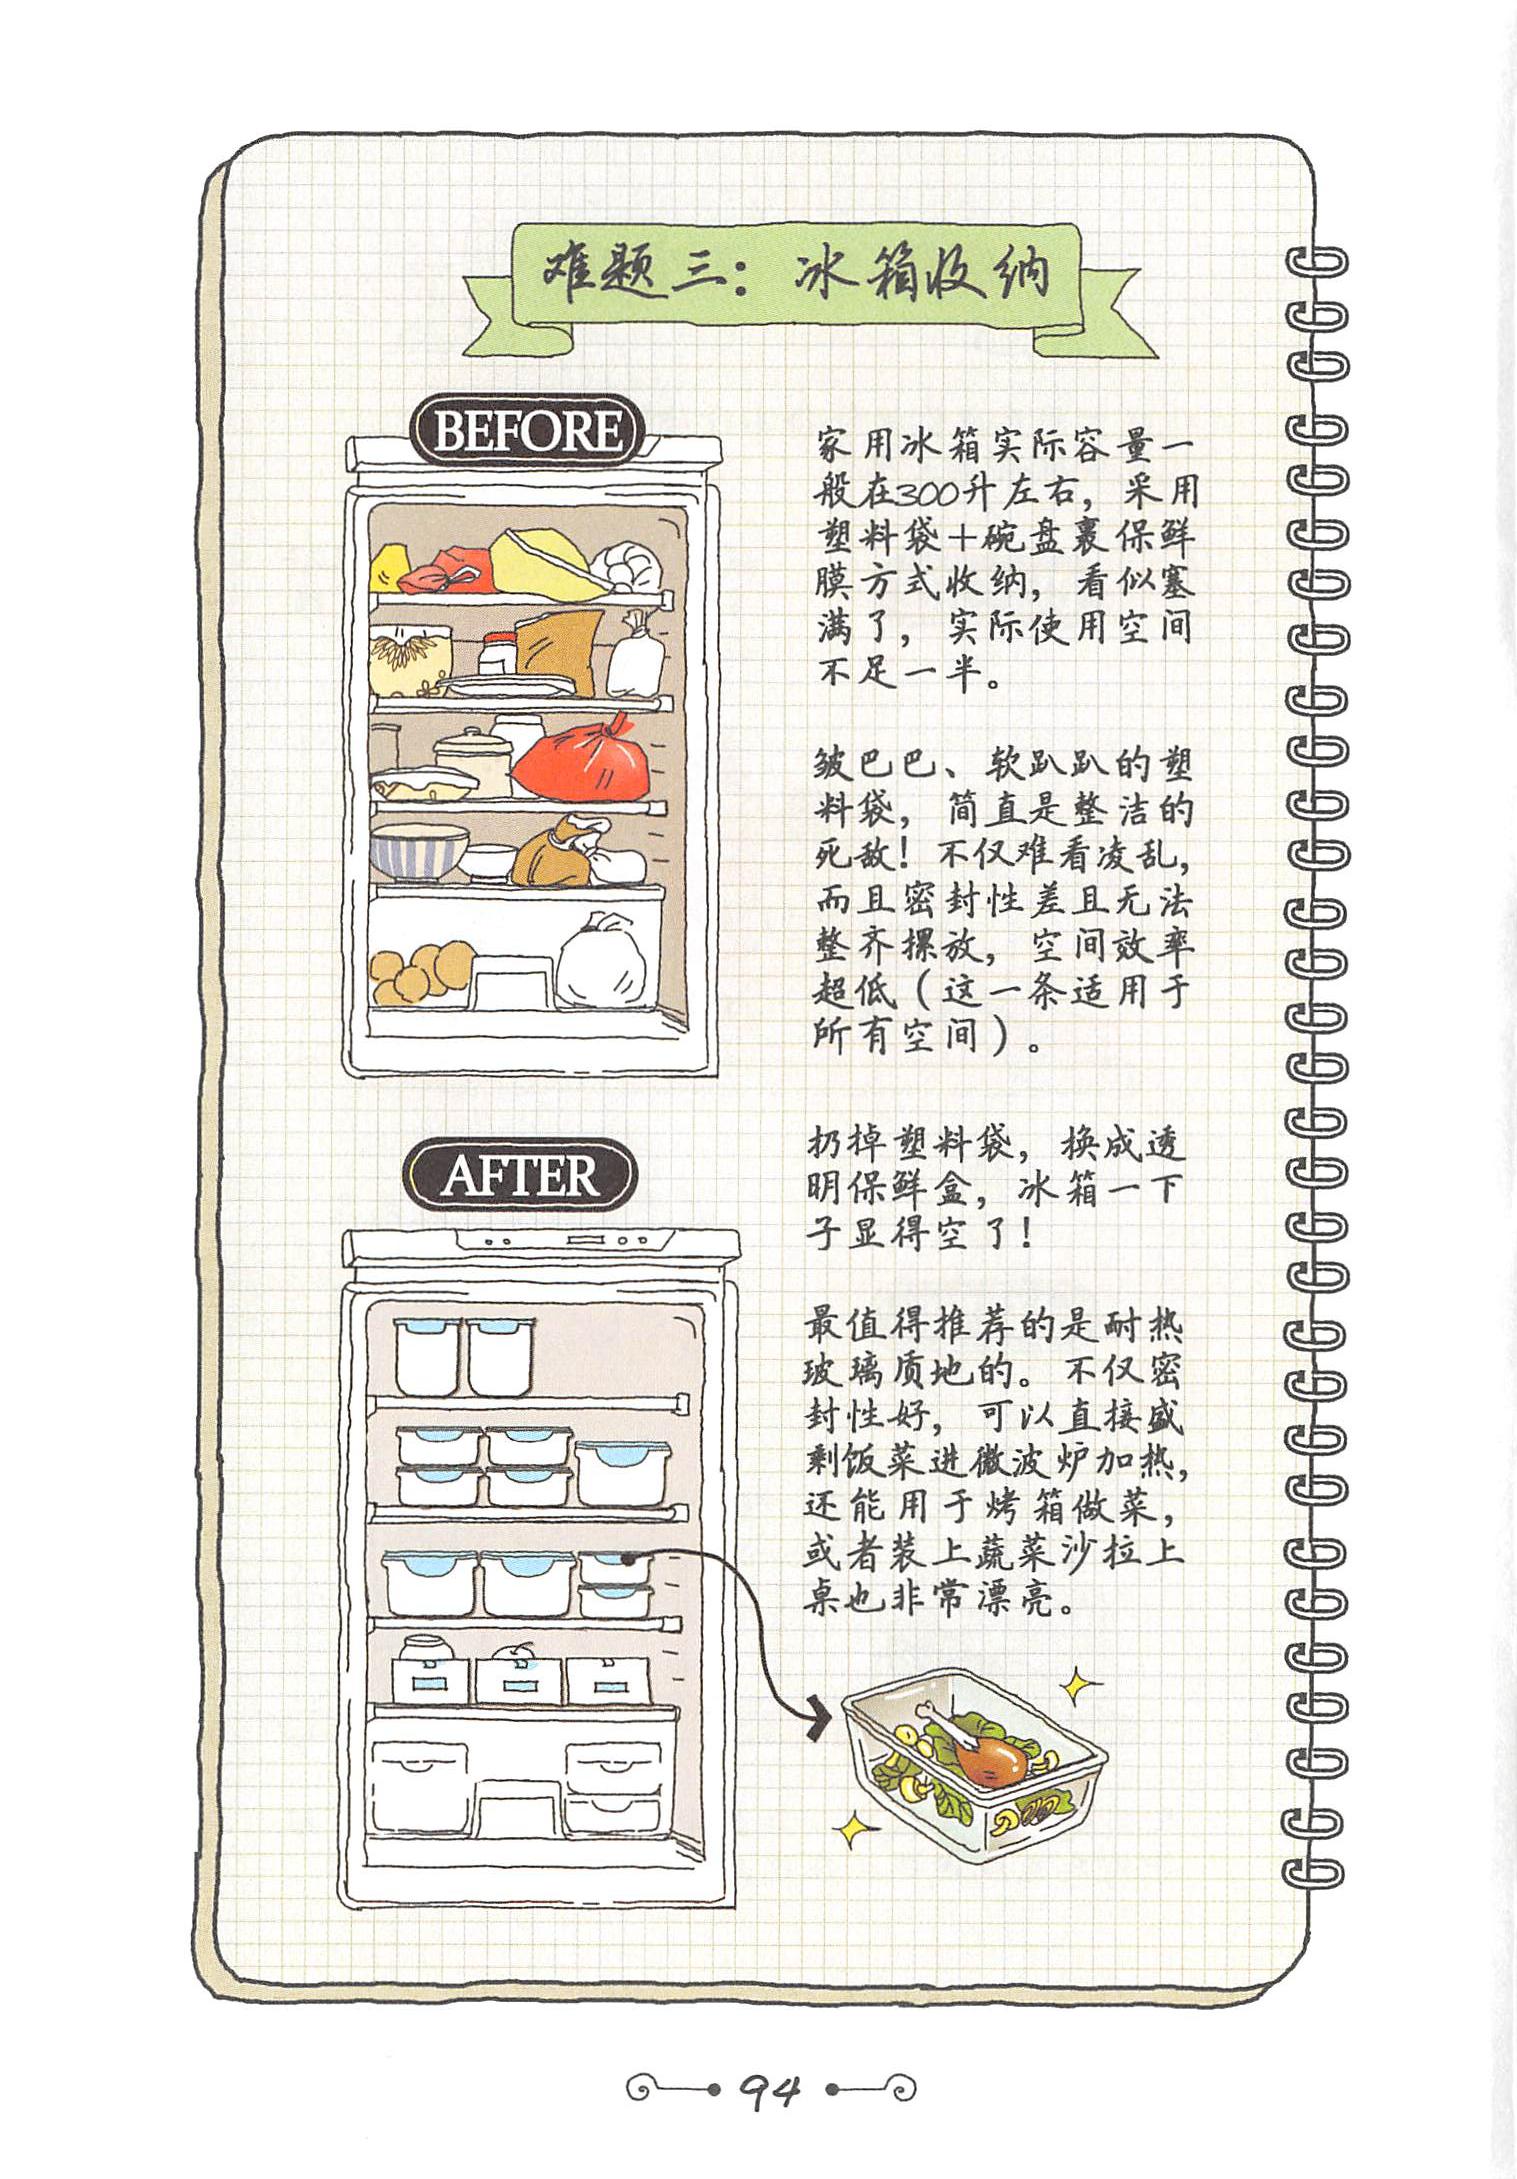 难题三：冰箱收纳
BEFORE
家用冰箱实际容量一
般在300升左右，采用
塑料袋＋碗盘裹保鲜
膜方式收纳，看似塞
满了，实际使用空间
不足一半。
皱巴巴、软趴趴的塑
料袋，简直是整洁的
死敌！不仅难看凌乱，
而且密封性差且无法
整齐摞放，空间效率
超低（这一条适用于
所有空间）。
AFTER
扔掉塑料袋，换成透
明保鲜盒，冰箱一下
子显得空了！
最值得推荐的是耐热
玻璃质地的。不仅密
封性好，可以直接盛
剩饭菜进微波炉加热，
还能用于烤箱做菜，
或者装上蔬菜沙拉上
桌也非常漂亮。
94